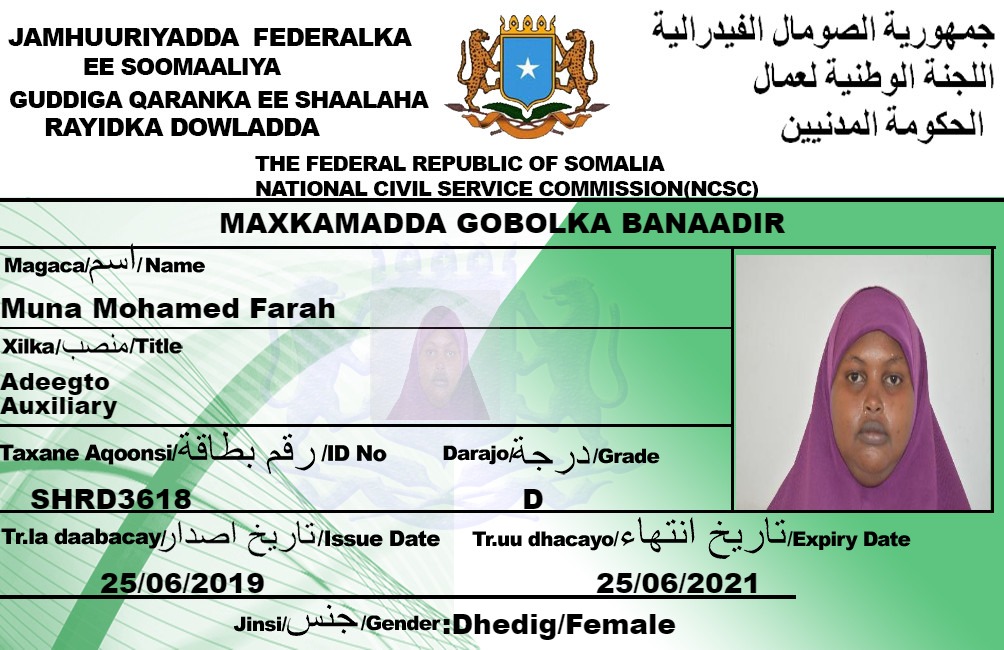 JAMHUURIYADDA FEDERALKA
EE SOOMAALIYA
GUDDIGA QARANKA EE SHAALAHA
RAYIDKA DOWLADDA
جمهورية الصومال الفيدرالية
اللجنة الوطنية لعمال
الحكومة المدنيين
THE FEDERAL REPUBLIC OF SOMALIA
NATIONAL CIVIL SERVICE COMMISSION(NCSC)
MAXKAMADDA GOBOLKA BANAADIR
Magaca/اسم/Name
Muna Mohamed Farah
Xilka/منصب/Title
Adeegto
Auxiliary
Taxane Aqoonsi/رقم بطاقة/ID No
SHRD3618
Darajo/درجة/Grade
D
Tr.la daabacay/تاريخ اصدار/Issue Date
25/06/2019
Tr.uu dhacayo/تاريخ انتهاء/Expiry Date
25/06/2021
Jinsi/جنس/Gender:Dhedig/Female